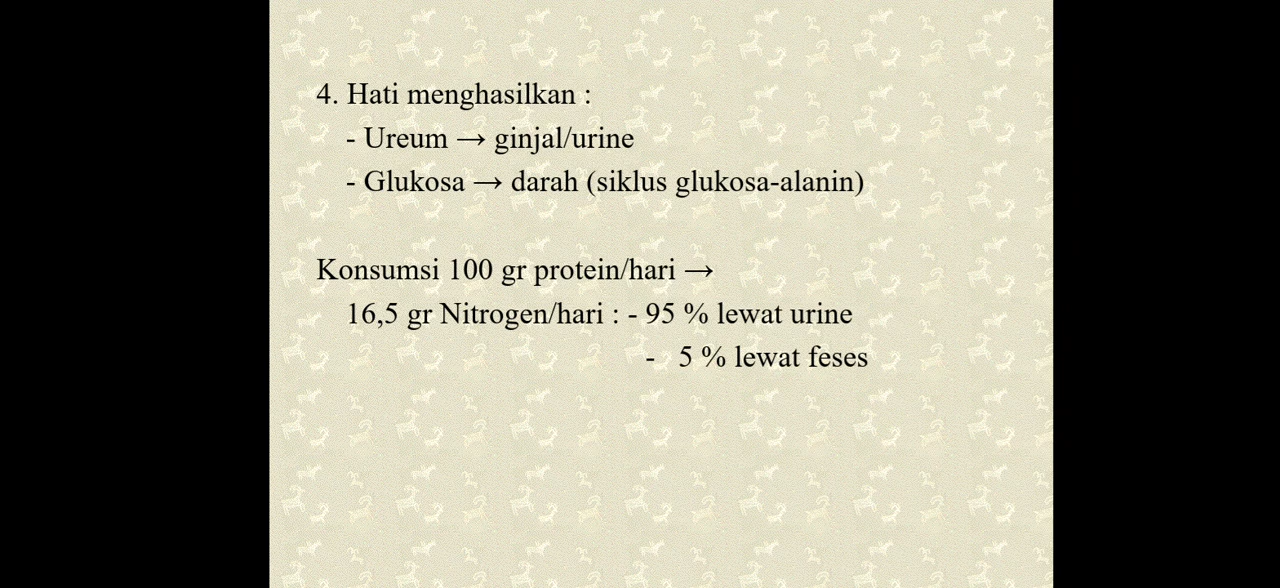 4. Hati menghasilkan :
- Ureum → ginjal/urine
- Glukosa → darah (siklus glukosa-alanin)
Konsumsi 100 gr protein/hari →
16,5 gr Nitrogen/hari : - 95 % lewat urine
- 5 % lewat feses